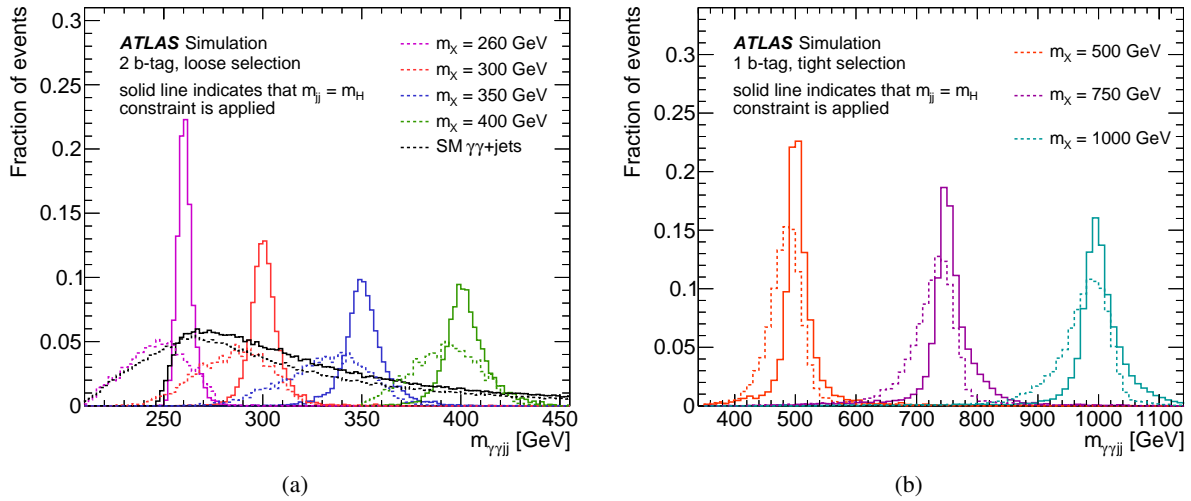 Fraction of events
0.3
0.25
0.2
0.15
0.1
0.05
0
ATLAS Simulation
2 b-tag, loose selection
solid line indicates that m_jj = m_H
constraint is applied
m_X = 260 GeV
m_X = 300 GeV
m_X = 350 GeV
m_X = 400 GeV
SM γγ+jets
250 300 350 400 450
m_γγjj [GeV]
(a)
Fraction of events
0.3
0.25
0.2
0.15
0.1
0.05
0
ATLAS Simulation
1 b-tag, tight selection
solid line indicates that m_jj = m_H
constraint is applied
m_X = 500 GeV
m_X = 750 GeV
m_X = 1000 GeV
400 500 600 700 800 900 1000 1100
m_γγjj [GeV]
(b)